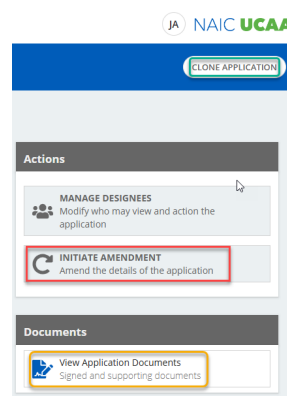 JA NAIC UCAA
CLONE APPLICATION
Actions
MANAGE DESIGNEES
Modify who may view and action the
application
INITIATE AMENDMENT
Amend the details of the application
Documents
View Application Documents
Signed and supporting documents